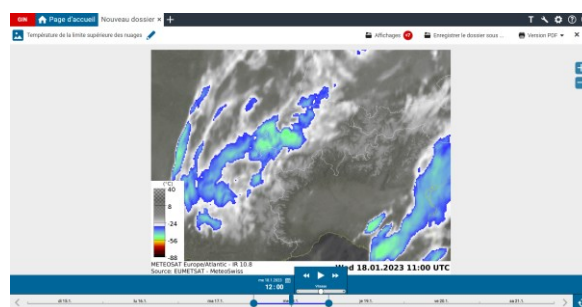 GIN Page d'accueil Nouveau dossier × +
Température de la limite supérieure des nuages
Affichages
Enregistrer le dossier sous ...
Version PDF
(°C)
40
8
-24
-56
-88
METEOSAT Europe/Atlantic - IR 10.8
Source: EUMETSAT - MeteoSwiss
Wed 18.01.2023 11:00 UTC
12:00
Vitesse